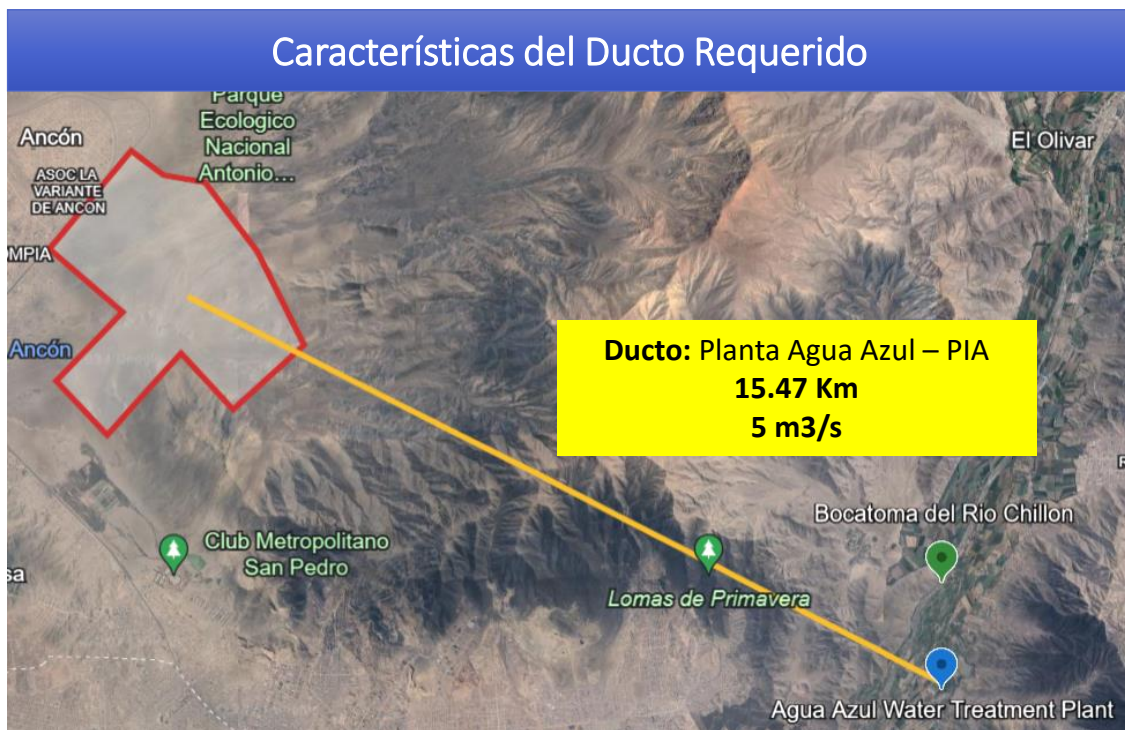 Características del Ducto Requerido
Parque
Ecologico
Nacional
Antonio...
Ancón
ASOC LA
VARIANTE
DE ANCON
El Olivar
OMPIA
Ancón
Ducto: Planta Agua Azul – PIA
15.47 Km
5 m3/s
Bocatoma del Rio Chillon
Club Metropolitano
San Pedro
sa
Lomas de Primavera
Agua Azul Water Treatment Plant